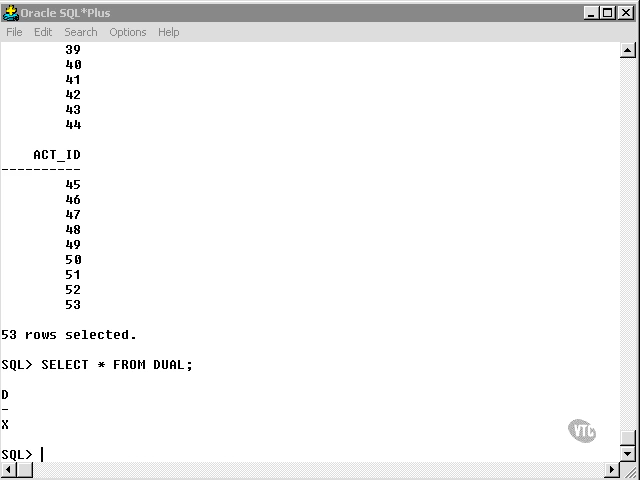 Oracle SQL*Plus
File Edit Search Options Help
39
40
41
42
43
44
ACT_ID
----------
45
46
47
48
49
50
51
52
53
53 rows selected.
SQL> SELECT * FROM DUAL;
D
-
X
VTC
SQL>